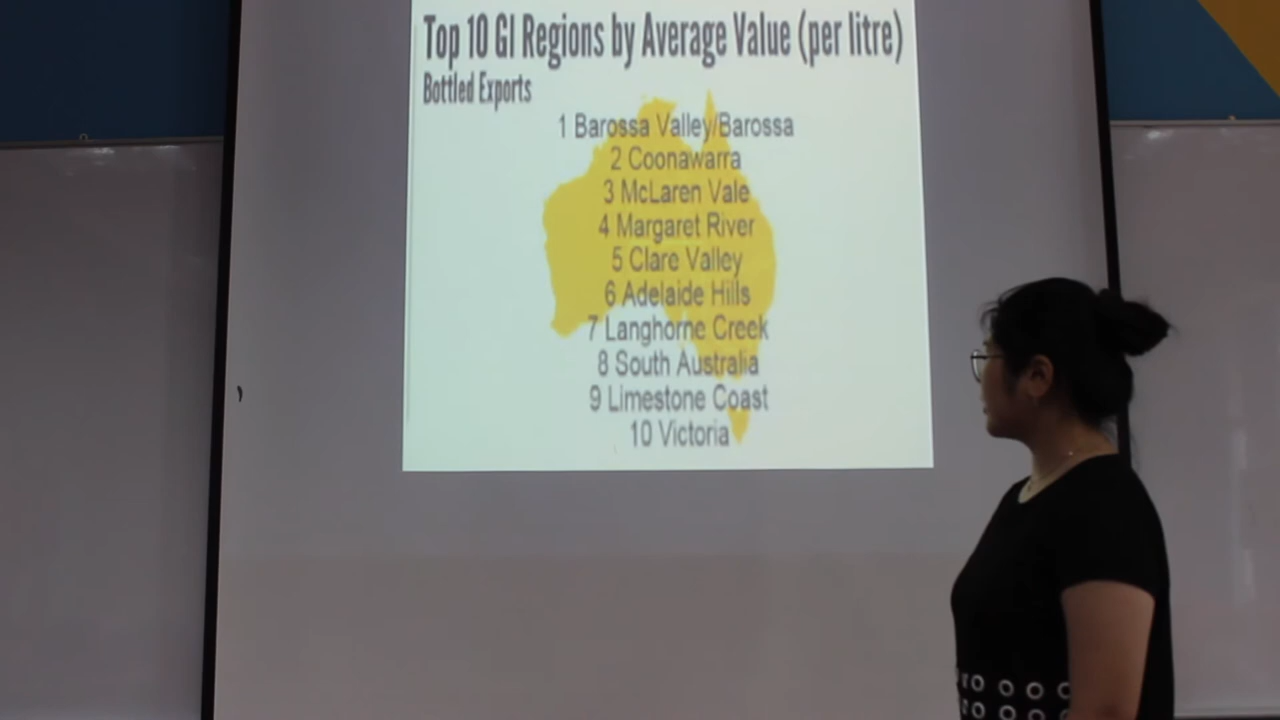 Top 10 GI Regions by Average Value (per litre)
Bottled Exports
1 Barossa Valley/Barossa
2 Coonawarra
3 McLaren Vale
4 Margaret River
5 Clare Valley
6 Adelaide Hills
7 Langhorne Creek
8 South Australia
9 Limestone Coast
10 Victoria